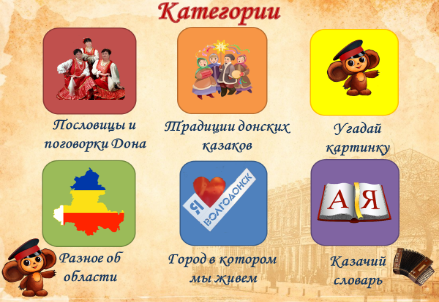 Категории
Пословицы и
поговорки Дона
Традиции донских
казаков
Угадай
картинку
Разное об
области
Я ВОЛГОДОНСК
Город в котором
мы живем
А Я
Казачий
словарь